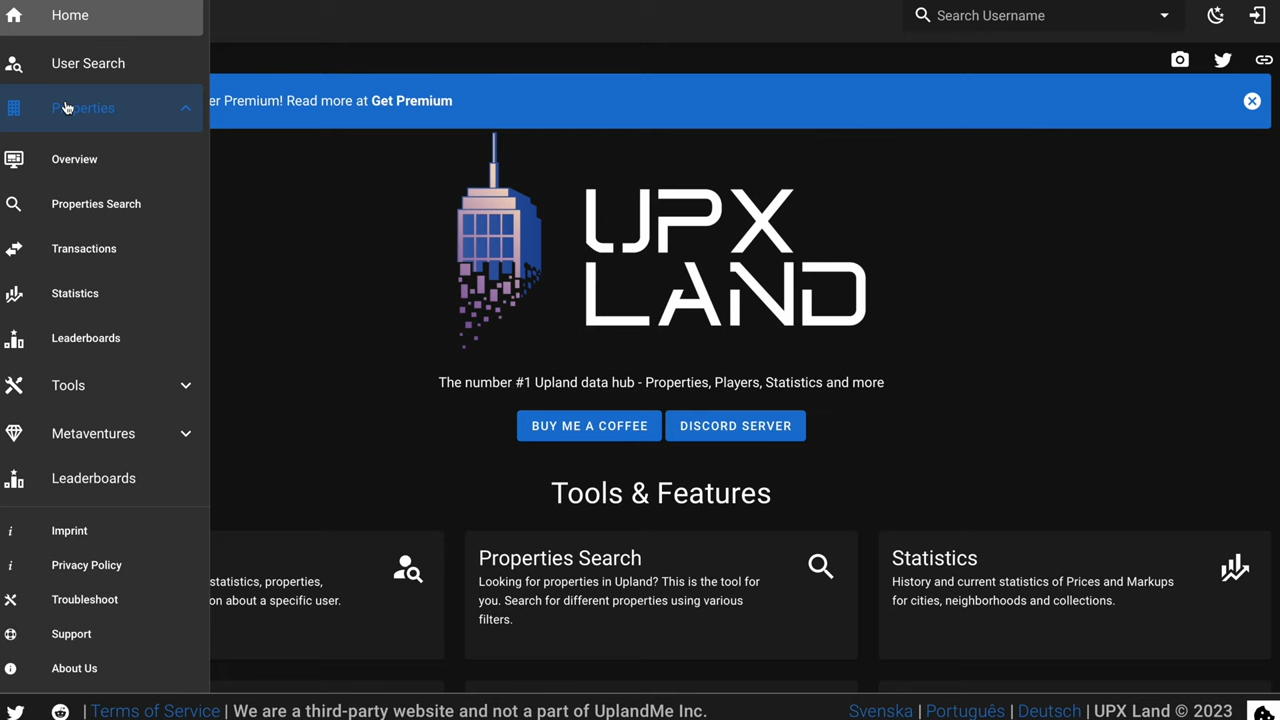 Home
Search Username
User Search
Properties
er Premium! Read more at Get Premium
Overview
Properties Search
Transactions
Statistics
Leaderboards
Tools
Metaventures
Leaderboards
Imprint
Privacy Policy
Troubleshoot
Support
About Us
UPX
LAND
The number #1 Upland data hub - Properties, Players, Statistics and more
BUY ME A COFFEE
DISCORD SERVER
Tools & Features
statistics, properties,
on about a specific user.
Properties Search
Looking for properties in Upland? This is the tool for
you. Search for different properties using various
filters.
Statistics
History and current statistics of Prices and Markups
for cities, neighborhoods and collections.
| Terms of Service | We are a third-party website and not a part of UplandMe Inc.
Svenska | Português | Deutsch | UPX Land © 2023